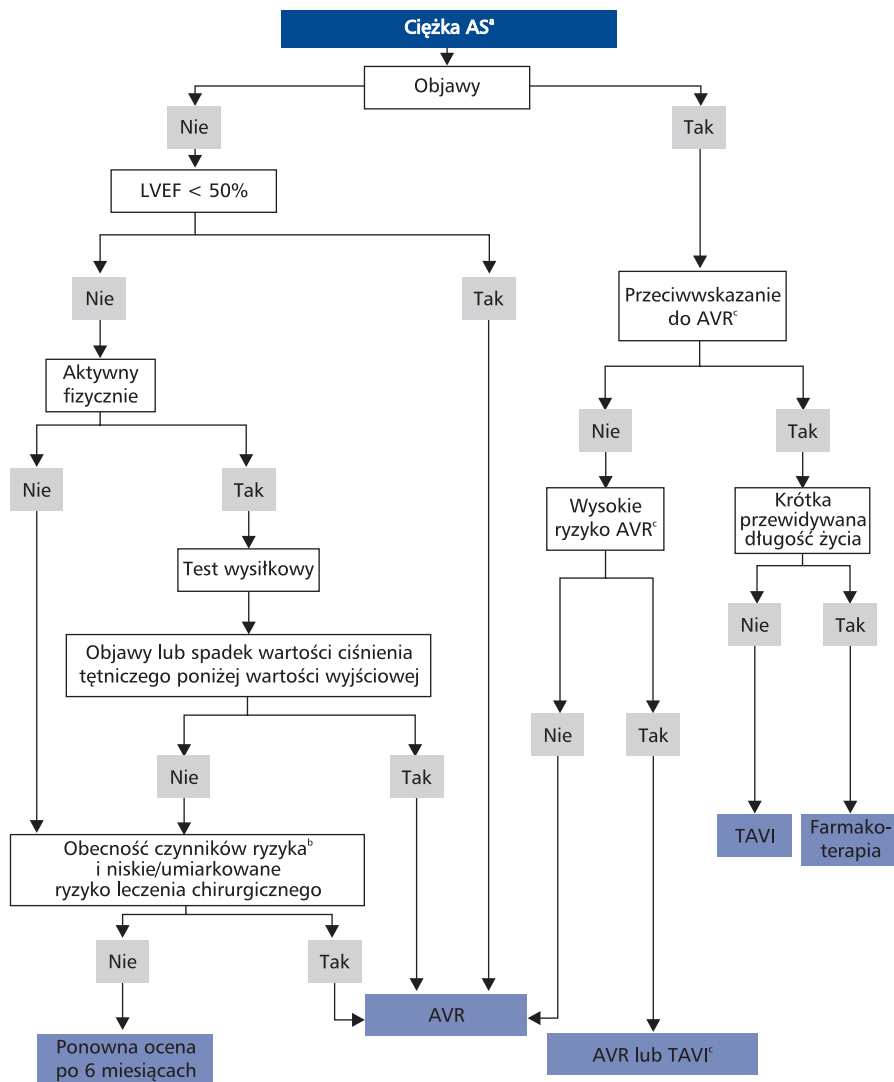 Ciężka ASᵃ
Objawy
Nie
Tak
LVEF < 50%
Nie
Tak
Przeciwwskazanie
do AVRᶜ
Aktywny
fizycznie
Nie
Tak
Nie
Tak
Wysokie
ryzyko AVRᶜ
Krótka
przewidywana
długość życia
Test wysiłkowy
Nie
Tak
Objawy lub spadek wartości ciśnienia
tętniczego poniżej wartości wyjściowej
Nie
Tak
Nie
Tak
TAVI
Farmako-
terapia
Obecność czynników ryzykaᵇ
i niskie/umiarkowane
ryzyko leczenia chirurgicznego
Nie
Tak
AVR
Ponowna ocena
po 6 miesiącach
AVR lub TAVIᶜ